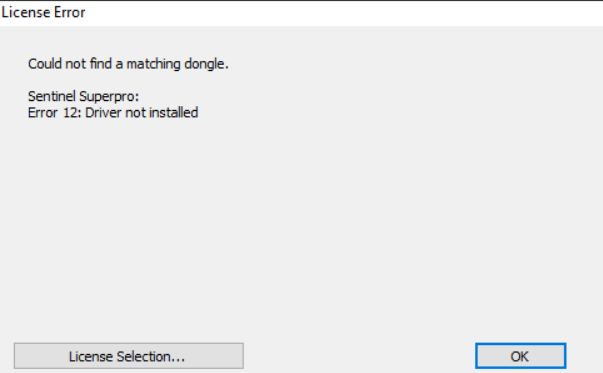 License Error
Could not find a matching dongle.
Sentinel Superpro:
Error 12: Driver not installed
License Selection...
OK